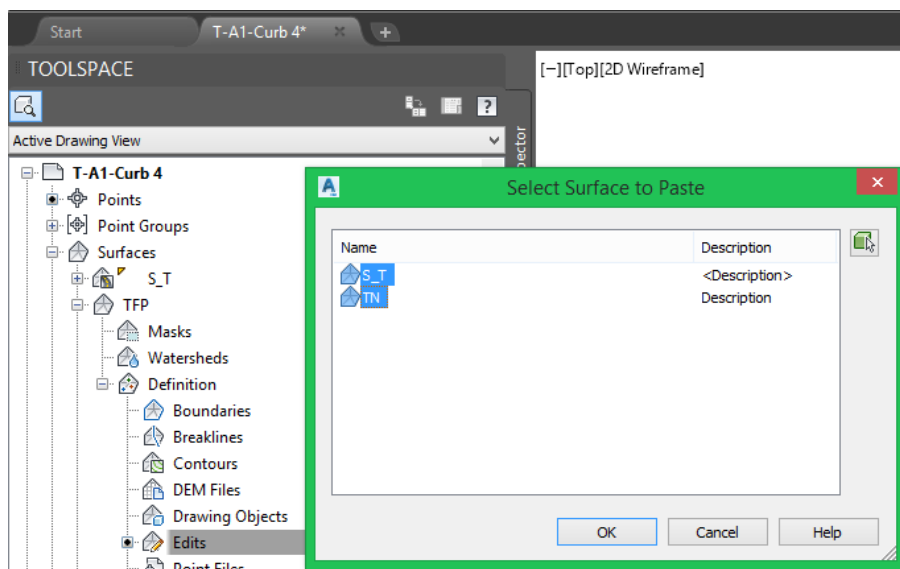 Start
T-A1-Curb 4*
TOOLSPACE
[−][Top][2D Wireframe]
?
Active Drawing View
T-A1-Curb 4
Points
Point Groups
Surfaces
S_T
TFP
Masks
Watersheds
Definition
Boundaries
Breaklines
Contours
DEM Files
Drawing Objects
Edits
Point Files
Select Surface to Paste
Name Description
S_T <Description>
TN Description
OK Cancel Help